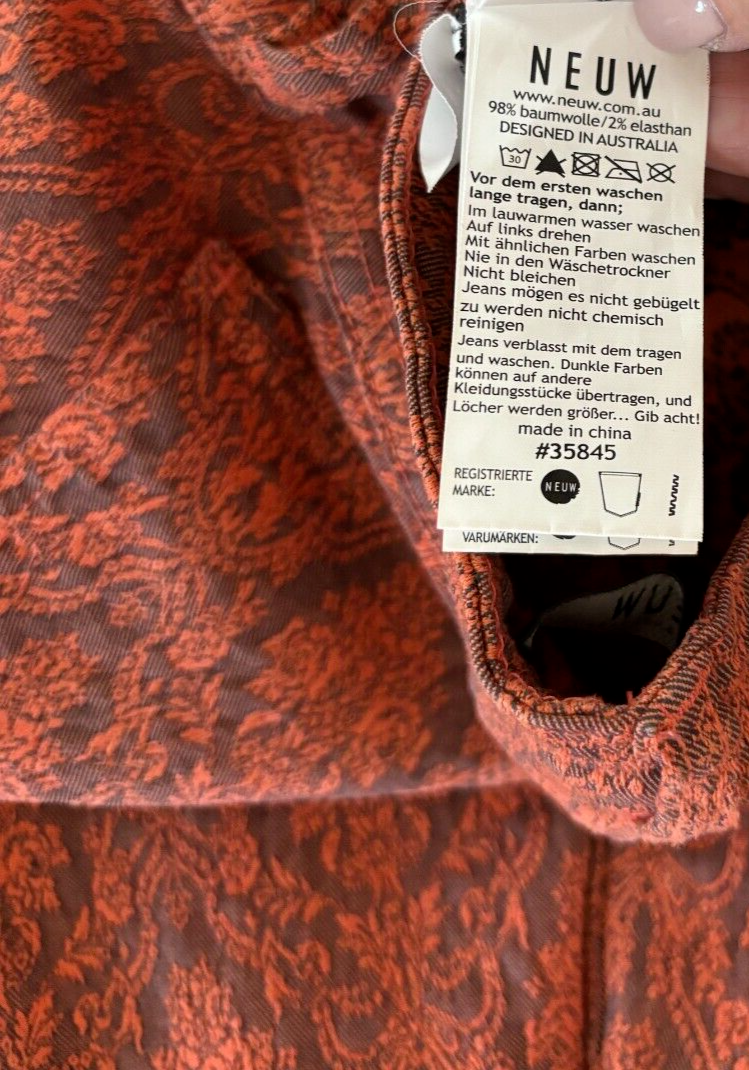 NEUW
www.neuw.com.au
98% baumwolle/2% elasthan
DESIGNED IN AUSTRALIA
30
Vor dem ersten waschen
lange tragen, dann;
Im lauwarmen wasser waschen
Auf links drehen
Mit ähnlichen Farben waschen
Nie in den Wäschetrockner
Nicht bleichen
Jeans mögen es nicht gebügelt
zu werden nicht chemisch
reinigen
Jeans verblasst mit dem tragen
und waschen. Dunkle Farben
können auf andere
Kleidungsstücke übertragen, und
Löcher werden größer... Gib acht!
made in china
#35845
REGISTRIERTE
MARKE:
NEUW
VARUMÄRKEN:
WU